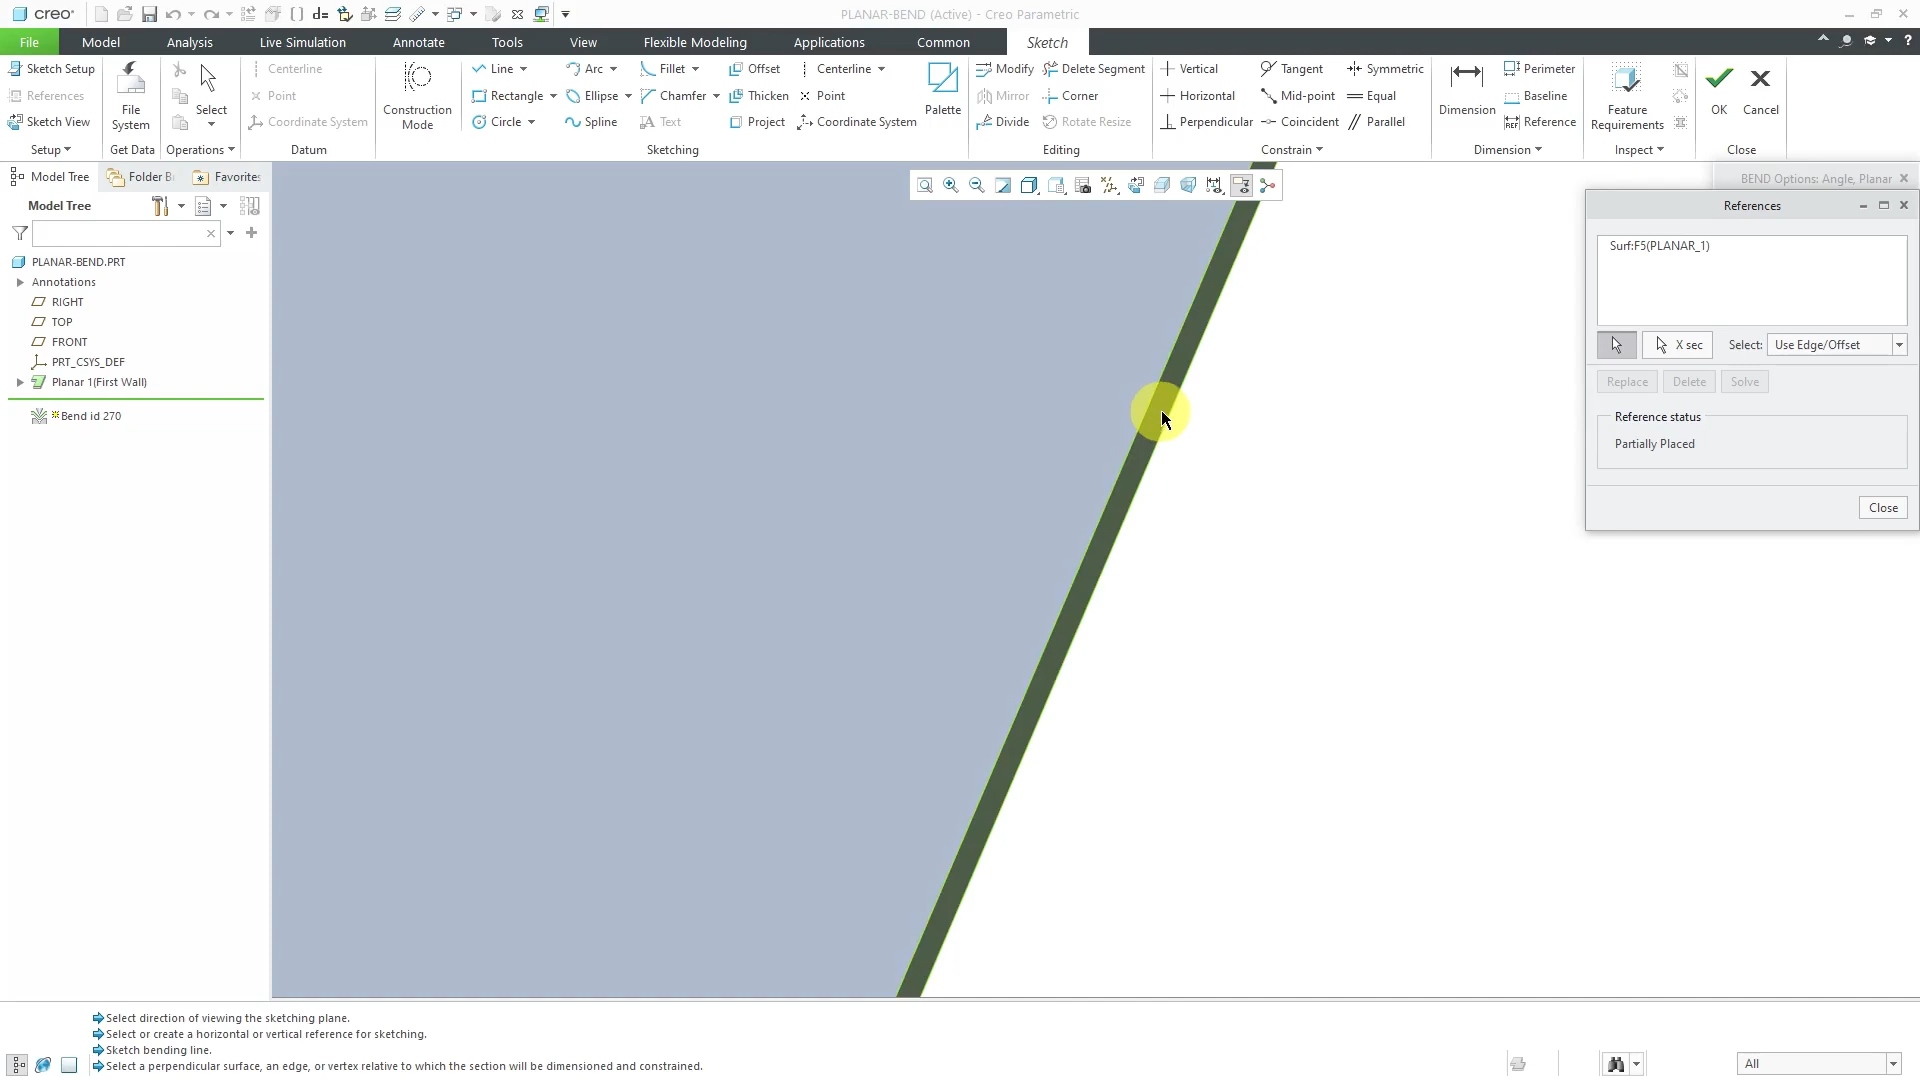 creo
d=
PLANAR-BEND (Active) - Creo Parametric
File
Model
Analysis
Live Simulation
Annotate
Tools
View
Flexible Modeling
Applications
Common
Sketch
?
Sketch Setup
References
Sketch View
Setup
File System
Get Data
Select
Operations
Centerline
Point
Coordinate System
Datum
Construction Mode
Line
Rectangle
Circle
Arc
Ellipse
Spline
Fillet
Chamfer
Text
Offset
Thicken
Project
Centerline
Point
Coordinate System
Palette
Sketching
Modify
Mirror
Divide
Delete Segment
Corner
Rotate Resize
Editing
Vertical
Horizontal
Perpendicular
Tangent
Mid-point
Coincident
Symmetric
Equal
Parallel
Constrain
Dimension
Perimeter
Baseline
REF Reference
Dimension
Feature Requirements
Inspect
OK
Cancel
Close
Model Tree
Folder B
Favorites
Model Tree
PLANAR-BEND.PRT
Annotations
RIGHT
TOP
FRONT
PRT_CSYS_DEF
Planar 1(First Wall)
Bend id 270
BEND Options: Angle, Planar
References
Surf:F5(PLANAR_1)
X sec
Select:
Use Edge/Offset
Replace
Delete
Solve
Reference status
Partially Placed
Close
Select direction of viewing the sketching plane.
Select or create a horizontal or vertical reference for sketching.
Sketch bending line.
Select a perpendicular surface, an edge, or vertex relative to which the section will be dimensioned and constrained.
All